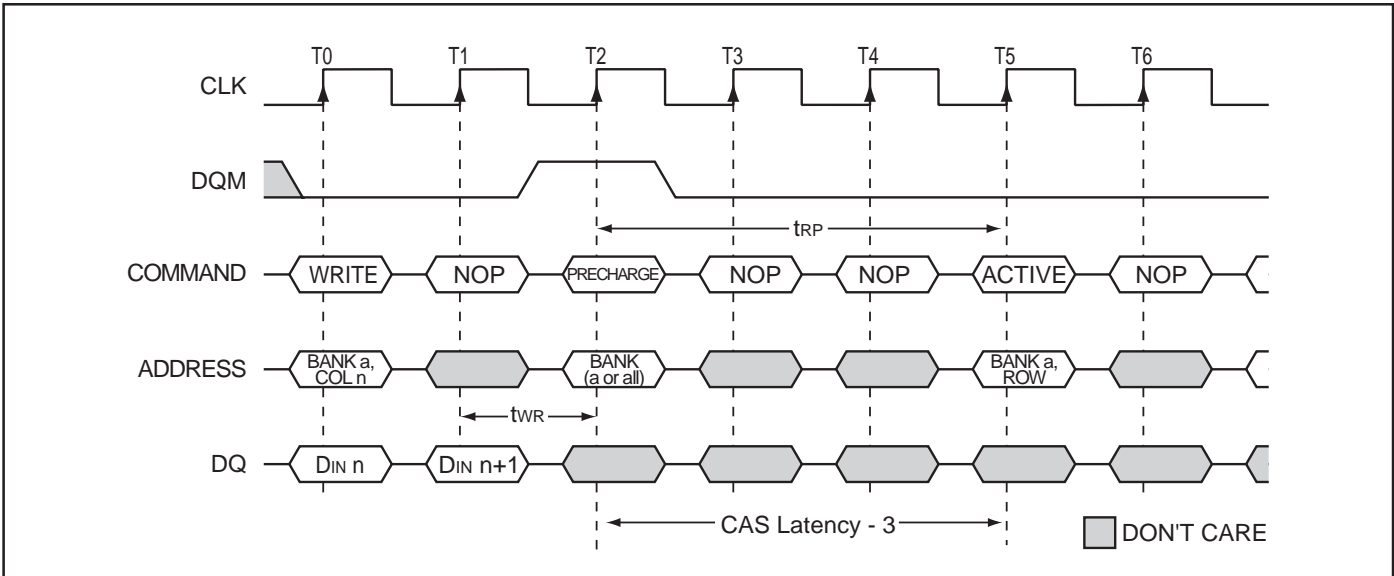 T0 T1 T2 T3 T4 T5 T6
CLK
DQM
tRP
COMMAND WRITE NOP PRECHARGE NOP NOP ACTIVE NOP
ADDRESS BANK a, COL n BANK (a or all) BANK a, ROW
tWR
DQ DIN n DIN n+1
CAS Latency - 3
DON'T CARE